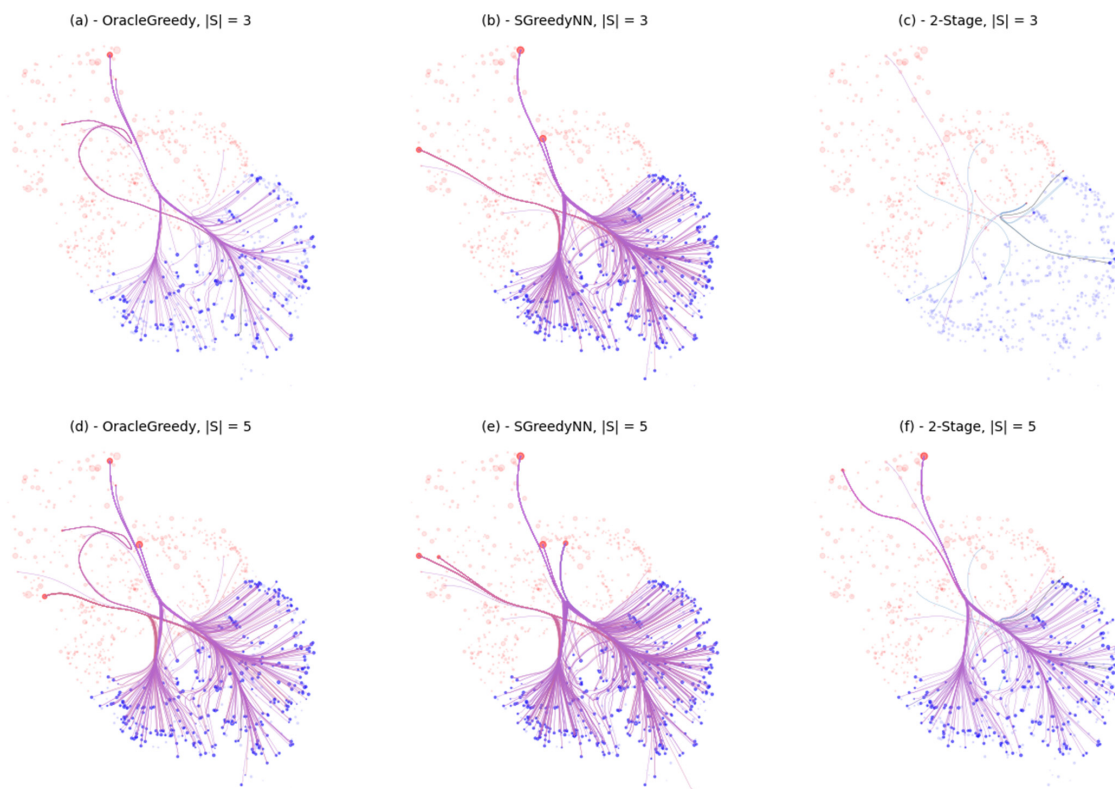 (a) - OracleGreedy, |S| = 3
(b) - SGreedyNN, |S| = 3
(c) - 2-Stage, |S| = 3
(d) - OracleGreedy, |S| = 5
(e) - SGreedyNN, |S| = 5
(f) - 2-Stage, |S| = 5